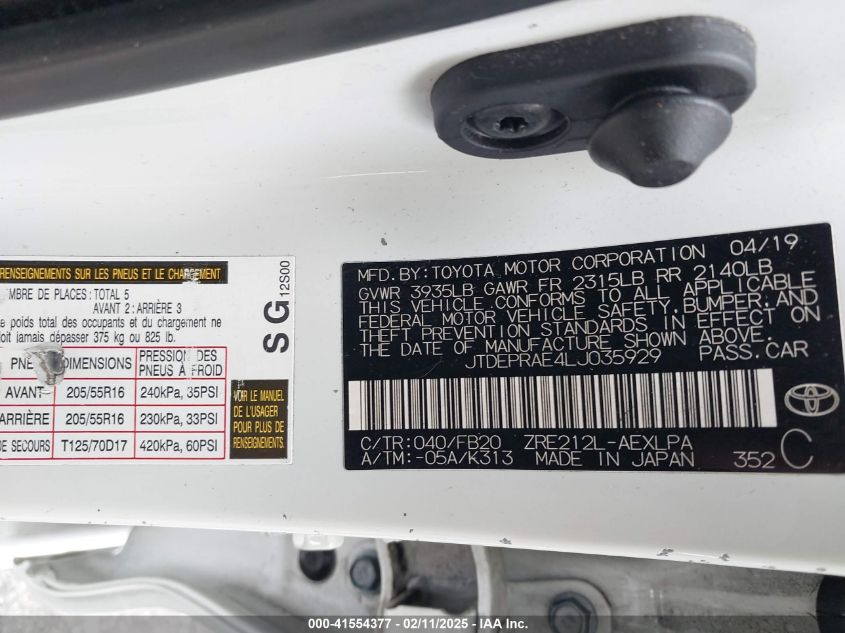 RENSEIGNEMENTS SUR LES PNEUS ET LE CHARGEMENT
MBRE DE PLACES: TOTAL 5
AVANT 2: ARRIÈRE 3
e poids total des occupants et du chargement ne
oit jamais dépasser 375 kg ou 825 lb.
PNE DIMENSIONS PRESSION DES PNEUS À FROID
AVANT 205/55R16 240kPa, 35PSI
ARRIÈRE 205/55R16 230kPa, 33PSI
DE SECOURS T125/70D17 420kPa, 60PSI
VOIR LE MANUEL
DE L'USAGER
POUR PLUS DE
RENSEIGNEMENTS
SG 12S00
MFD. BY: TOYOTA MOTOR CORPORATION 04/19
GVWR 3935LB GAWR FR 2315LB RR 2140LB
THIS VEHICLE CONFORMS TO ALL APPLICABLE
FEDERAL MOTOR VEHICLE SAFETY, BUMPER, AND
THEFT PREVENTION STANDARDS IN EFFECT ON
THE DATE OF MANUFACTURE SHOWN ABOVE.
JTDEPRAE4LJ035929 PASS. CAR
C/TR: 040/FB20 ZRE212L-AEXLPA
A/TM: -05A/K313 MADE IN JAPAN 352 C
000-41554377 - 02/11/2025 - IAA Inc.